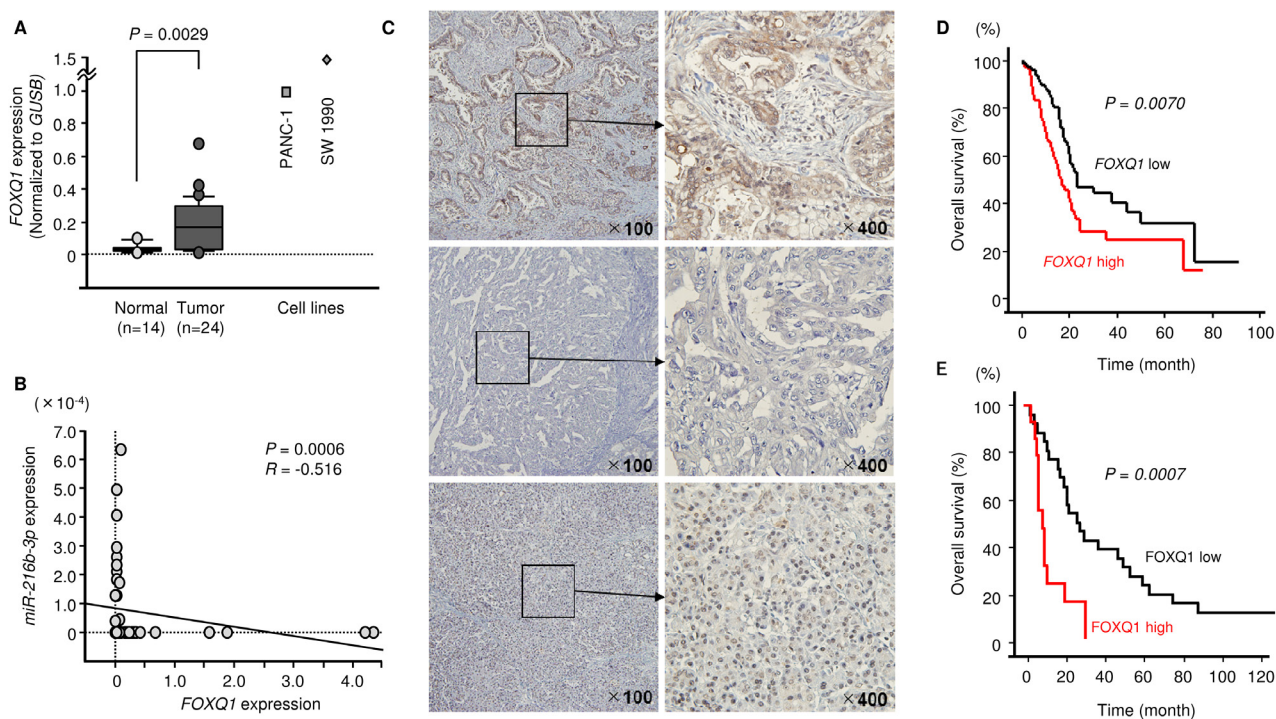 A
P = 0.0029
FOXQ1 expression
(Normalized to GUSB)
1.5
1.0
0.8
0.6
0.4
0.2
0
PANC-1
SW 1990
Normal
(n=14)
Tumor
(n=24)
Cell lines
B
(×10-4)
miR-216b-3p expression
7.0
6.0
5.0
4.0
3.0
2.0
1.0
0
P = 0.0006
R = -0.516
0 1.0 2.0 3.0 4.0
FOXQ1 expression
C
×100
×400
×100
×400
×100
×400
D
(%)
Overall survival (%)
100
80
60
40
20
0
P = 0.0070
FOXQ1 low
FOXQ1 high
0 20 40 60 80 100
Time (month)
E
(%)
Overall survival (%)
100
80
60
40
20
0
P = 0.0007
FOXQ1 low
FOXQ1 high
0 20 40 60 80 100 120
Time (month)